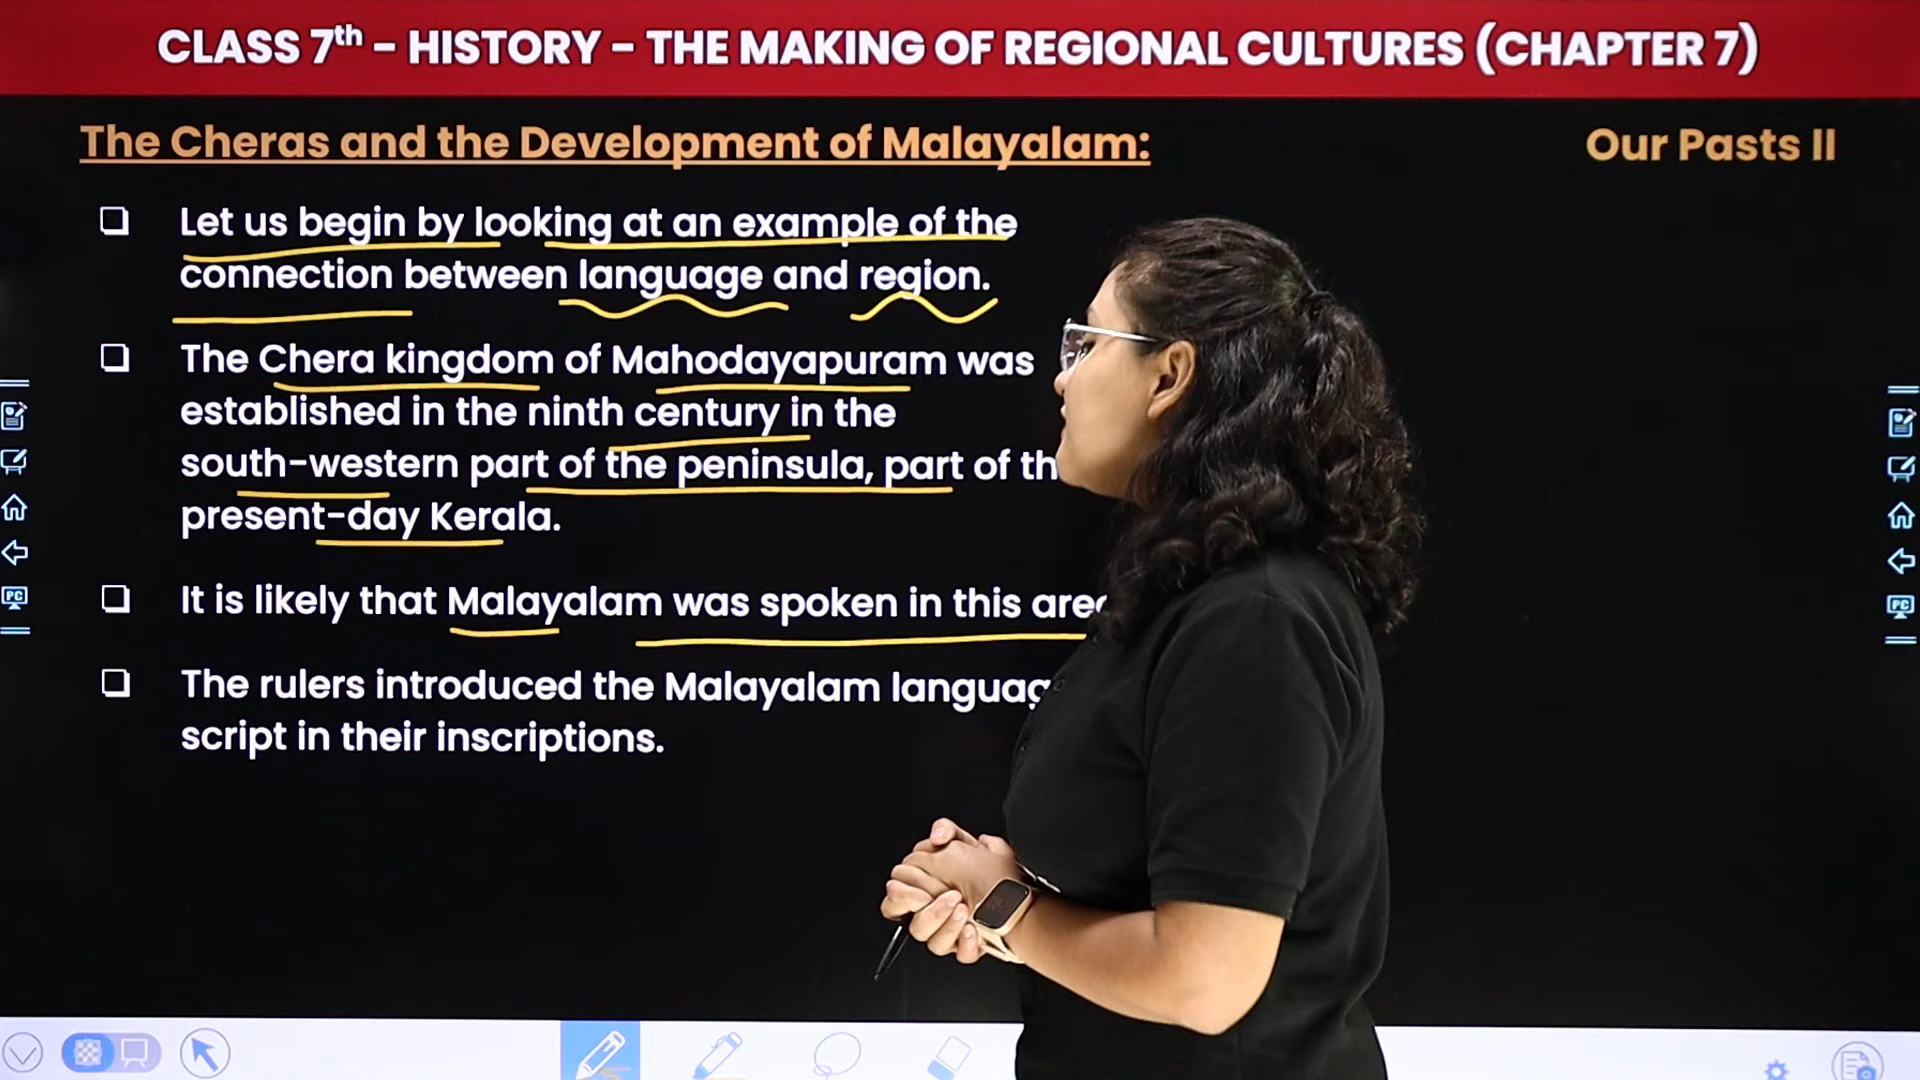 CLASS 7th - HISTORY - THE MAKING OF REGIONAL CULTURES (CHAPTER 7)
The Cheras and the Development of Malayalam:
Our Pasts II
Let us begin by looking at an example of the
connection between language and region.
The Chera kingdom of Mahodayapuram was
established in the ninth century in the
south-western part of the peninsula, part of
present-day Kerala.
It is likely that Malayalam was spoken in this
The rulers introduced the Malayalam
script in their inscriptions.
PC
PC